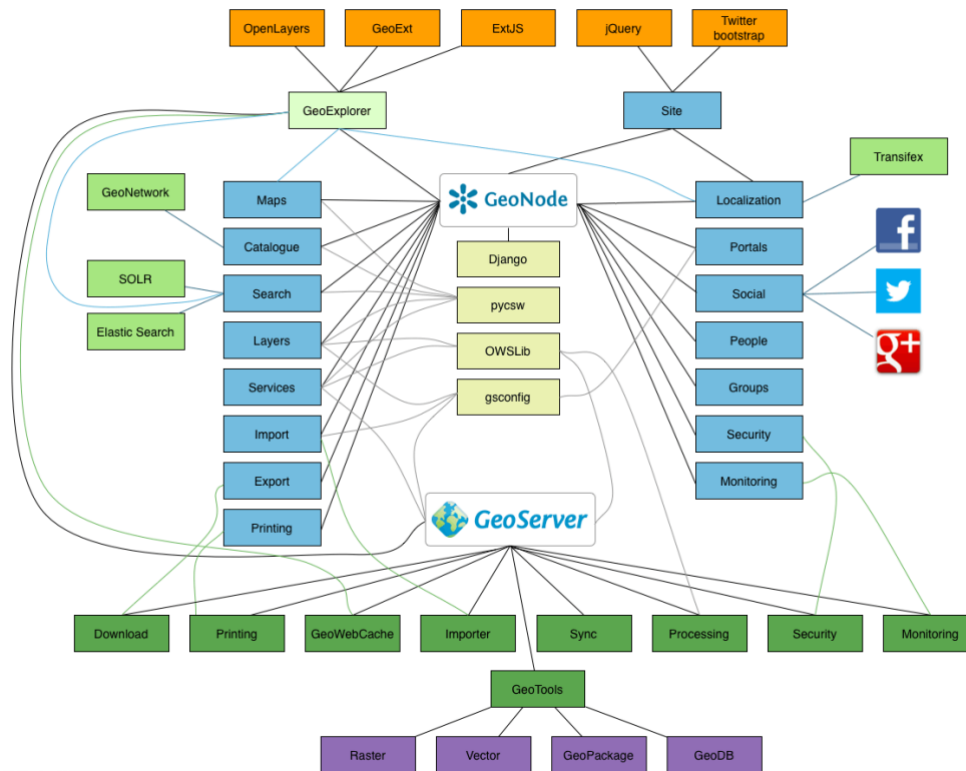 OpenLayers
GeoExt
ExtJS
jQuery
Twitter
bootstrap
GeoExplorer
Site
Transifex
GeoNetwork
Maps
GeoNode
Localization
Catalogue
Django
Portals
f
SOLR
Search
pycsw
Social
Elastic Search
Layers
OWSLib
People
g+
Services
gsconfig
Groups
Import
Security
Export
Monitoring
Printing
GeoServer
Download
Printing
GeoWebCache
Importer
Sync
Processing
Security
Monitoring
GeoTools
Raster
Vector
GeoPackage
GeoDB